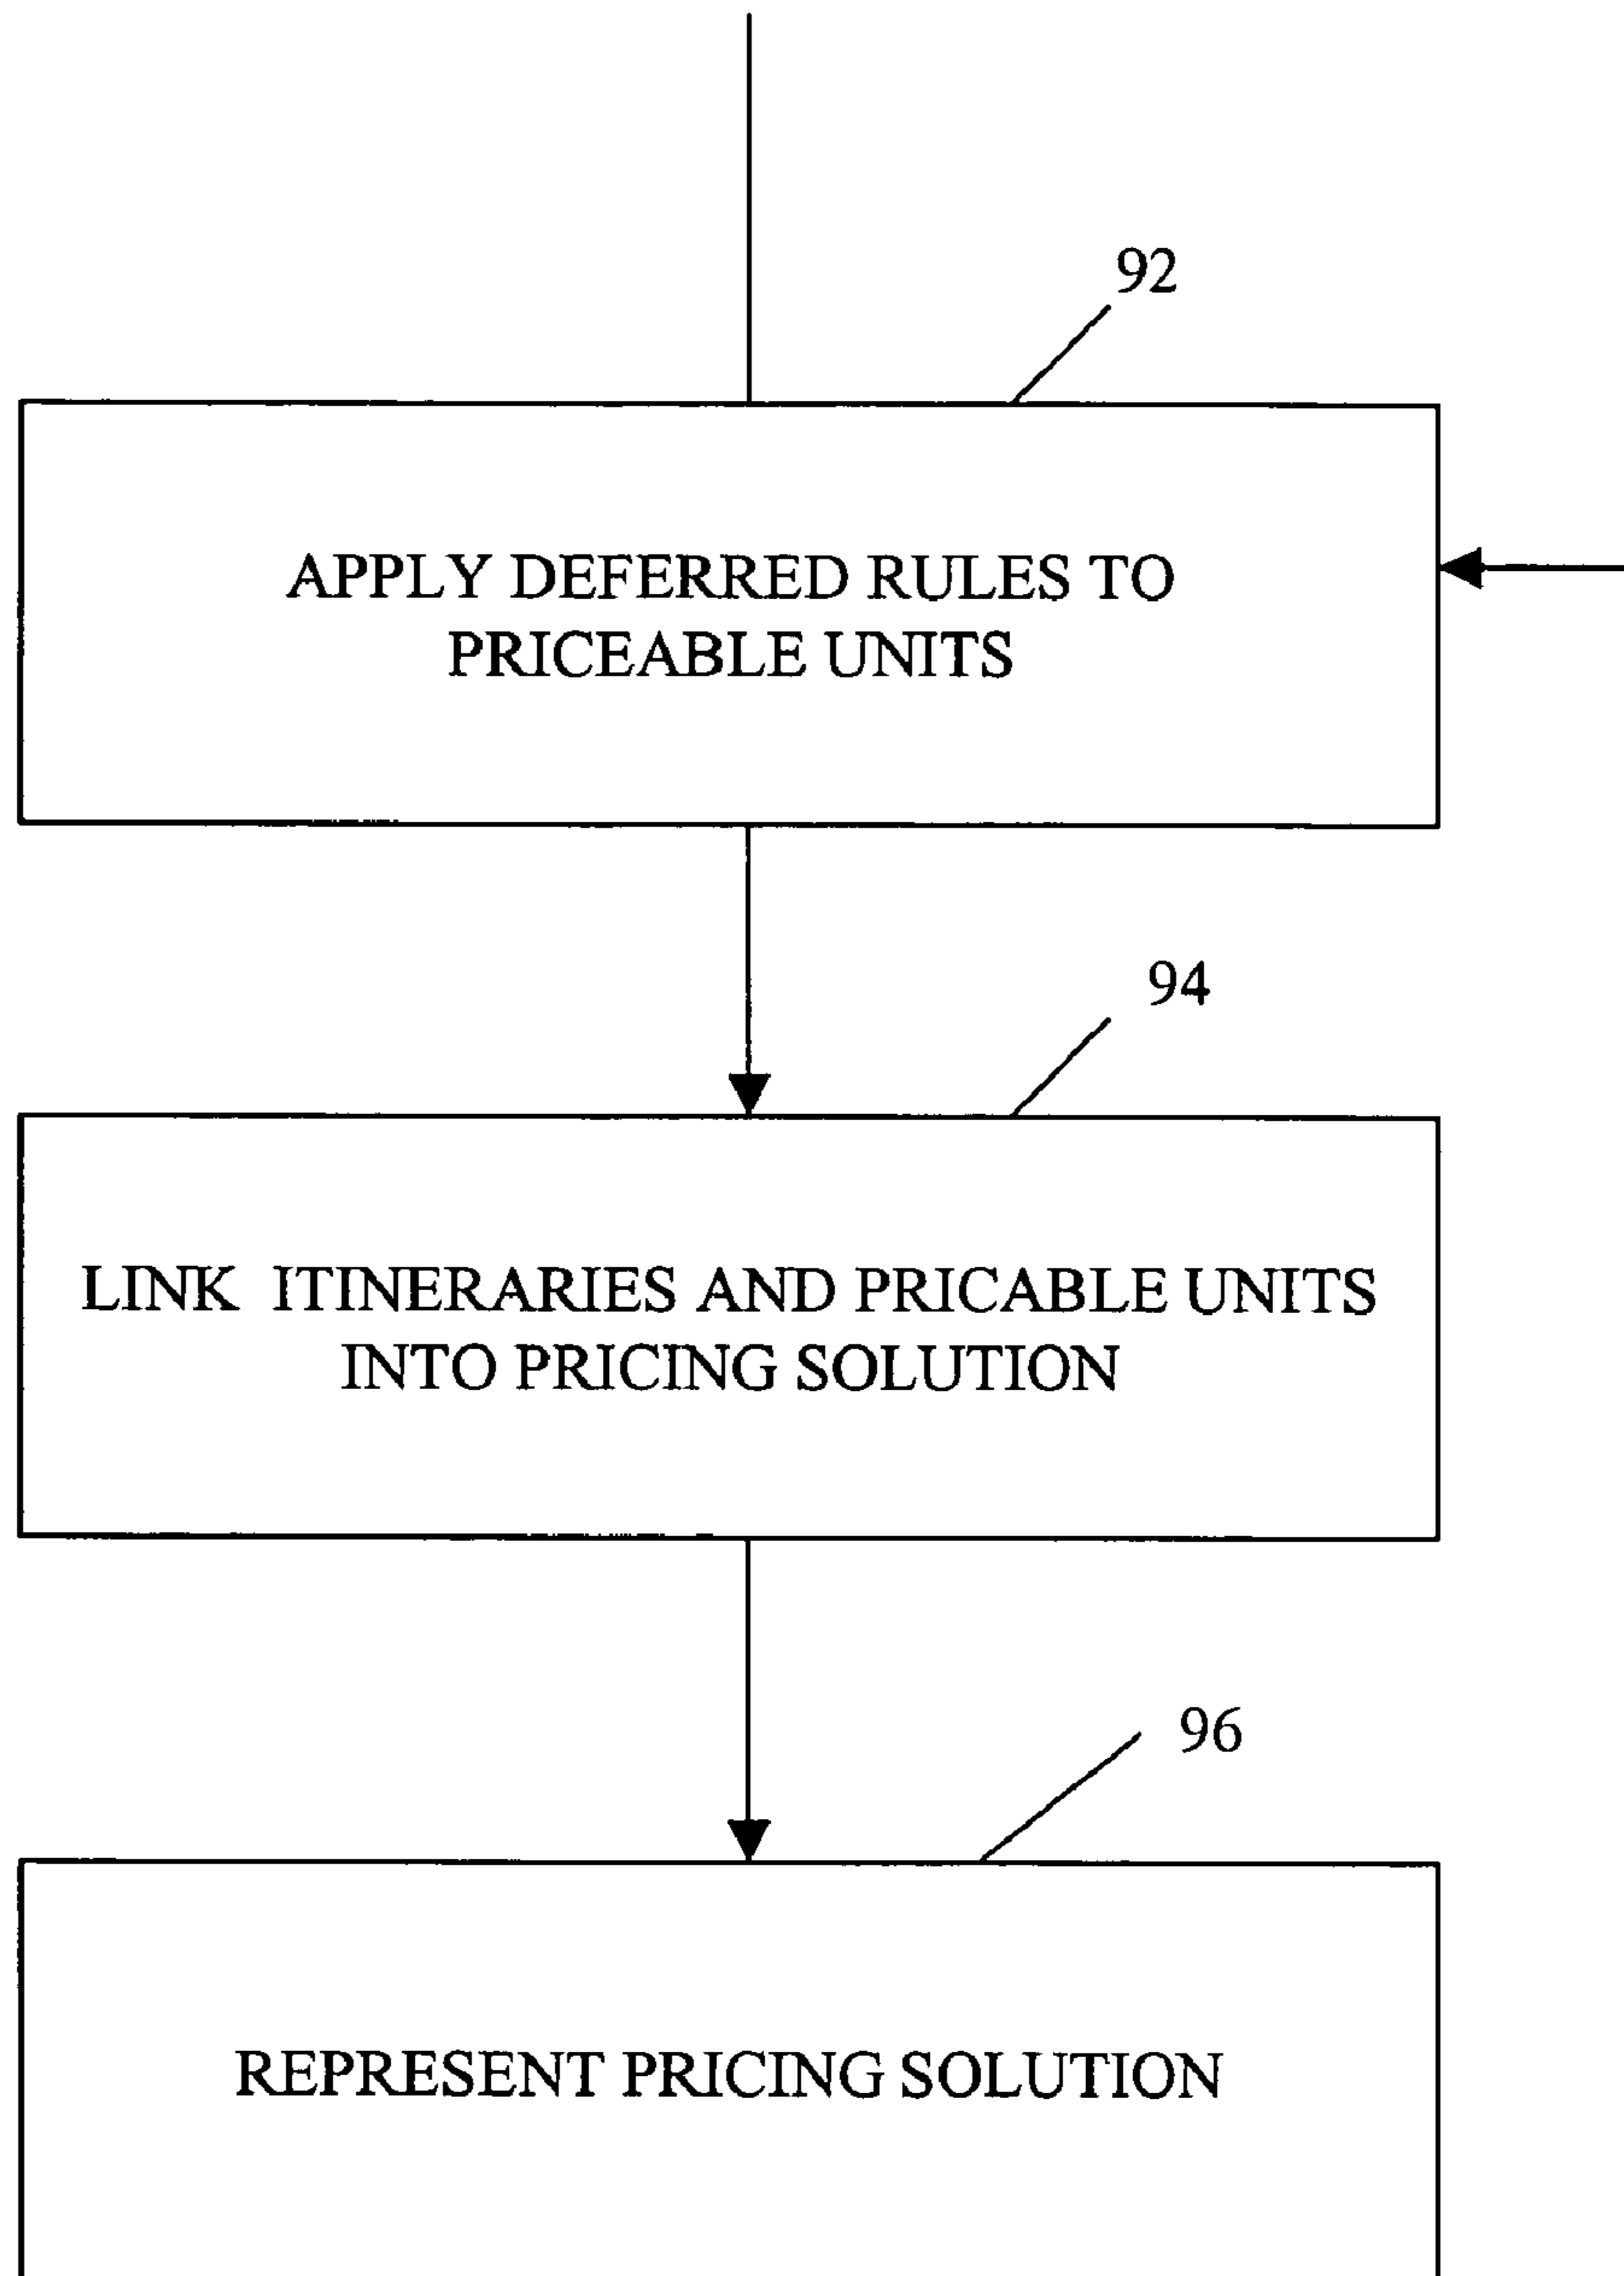 92
APPLY DEFERRED RULES TO
PRICEABLE UNITS
94
LINK ITINERARIES AND PRICABLE UNITS
INTO PRICING SOLUTION
96
REPRESENT PRICING SOLUTION